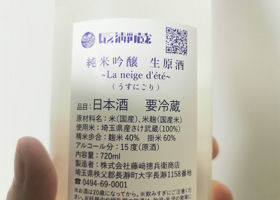 純米吟醸 生原酒
~La neige d'été~
(うすにごり)
品目:日本酒 要冷蔵
原材料名:米(国産)、米麹(国産米)
使用米:埼玉県産さけ武蔵(100%)
精米歩合:麹米 40% 掛米 60%
アルコール分:15度(原酒)
内容量:720ml
製造者:株式会社藤﨑摠兵衛商店
埼玉県秩父郡長瀞町大字長瀞1158番地
☎0494-69-0001